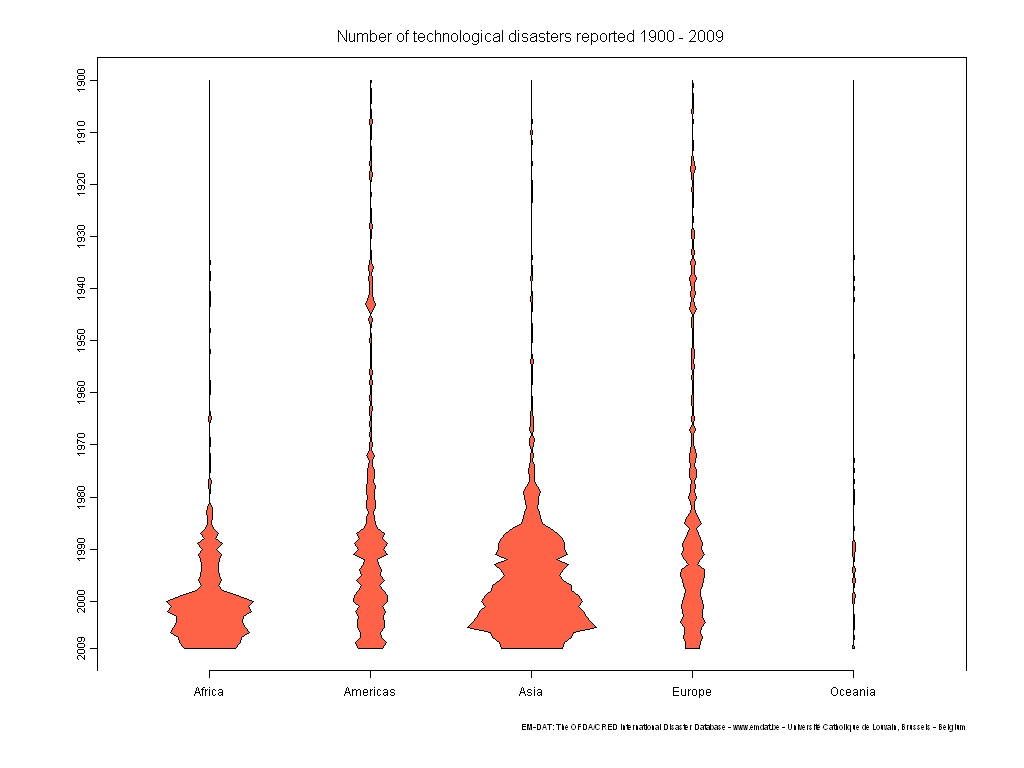 Number of technological disasters reported 1900 - 2009
1900
1910
1920
1930
1940
1950
1960
1970
1980
1990
2000
2009
Africa
Americas
Asia
Europe
Oceania
EM-DAT: The OFDA/CRED International Disaster Database - www.emdat.be - Université Catholique de Louvain, Brussels - Belgium